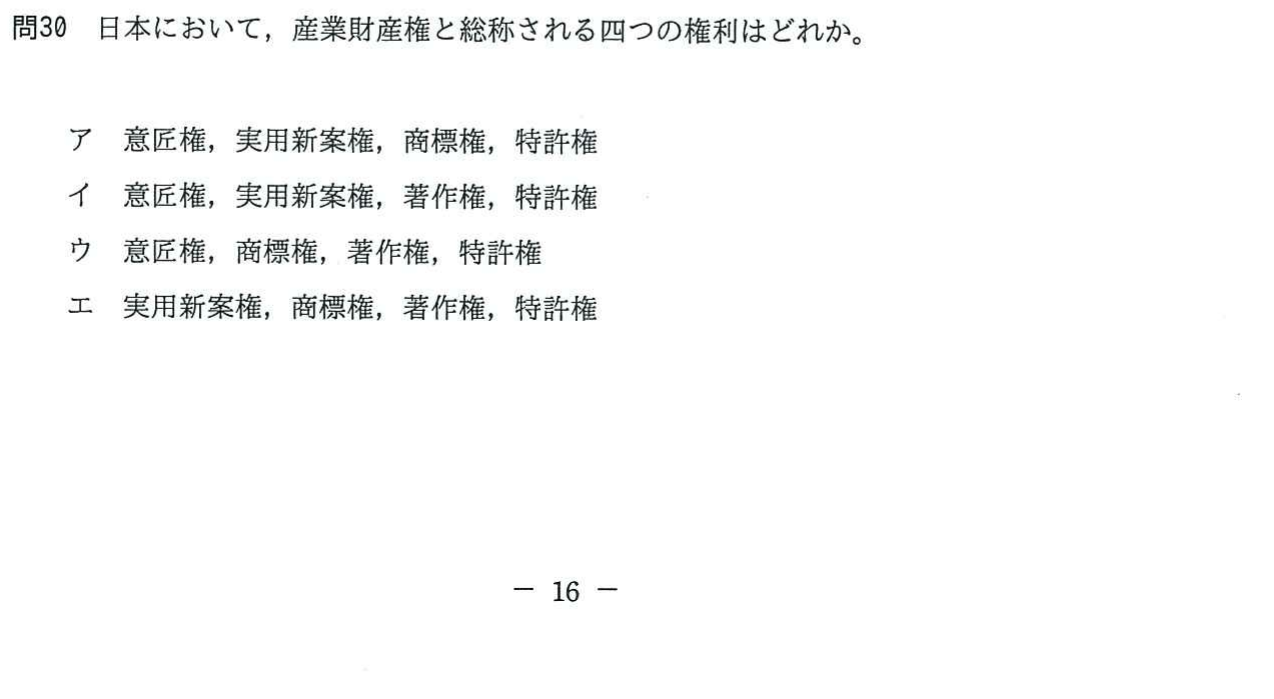 問30 日本において，産業財産権と総称される四つの権利はどれか。
ア 意匠権，実用新案権，商標権，特許権
イ 意匠権，実用新案権，著作権，特許権
ウ 意匠権，商標権，著作権，特許権
エ 実用新案権，商標権，著作権，特許権
－ 16 －